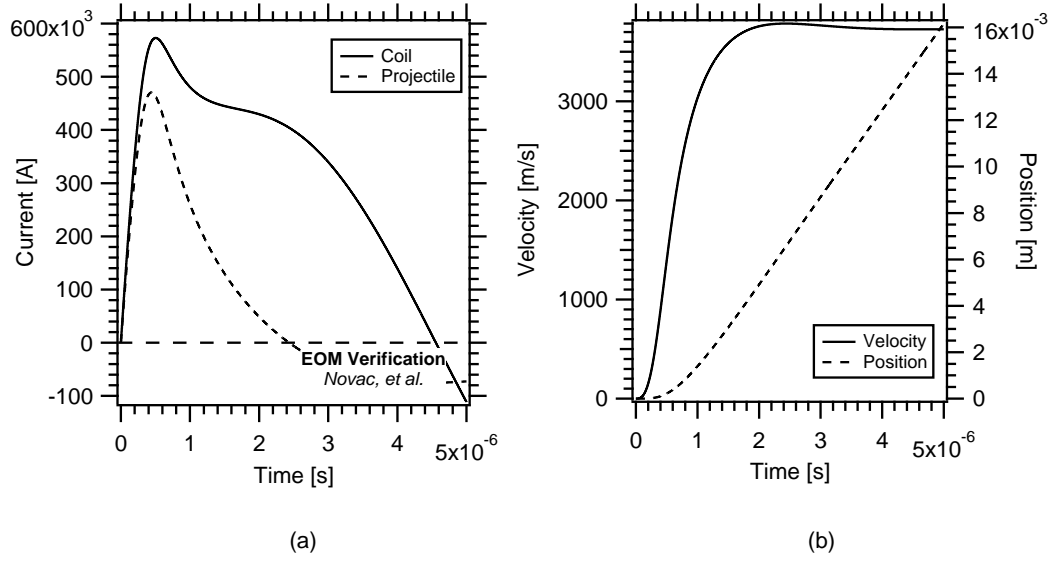 600x10³
500
400
300
200
100
0
-100
Current [A]
Coil
Projectile
EOM Verification
Novac, et al.
0 1 2 3 4 5x10⁻⁶
Time [s]
(a)
3000
2000
1000
0
Velocity [m/s]
16x10⁻³
14
12
10
8
6
4
2
0
Position [m]
Velocity
Position
0 1 2 3 4 5x10⁻⁶
Time [s]
(b)